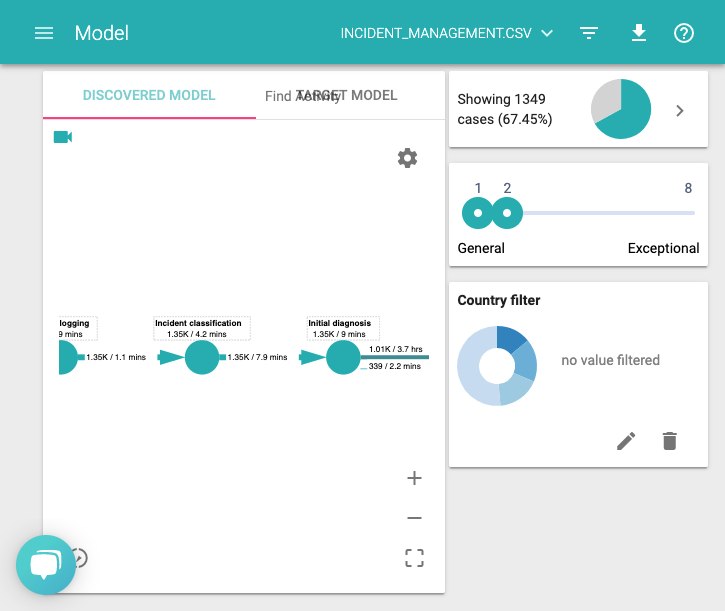 Model
INCIDENT_MANAGEMENT.CSV
DISCOVERED MODEL
Find Activity
TARGET MODEL
Showing 1349
cases (67.45%)
1 2 8
General Exceptional
Country filter
no value filtered
logging
9 mins
1.35K / 1.1 mins
Incident classification
1.35K / 4.2 mins
1.35K / 7.9 mins
Initial diagnosis
1.35K / 9 mins
1.01K / 3.7 hrs
339 / 2.2 mins